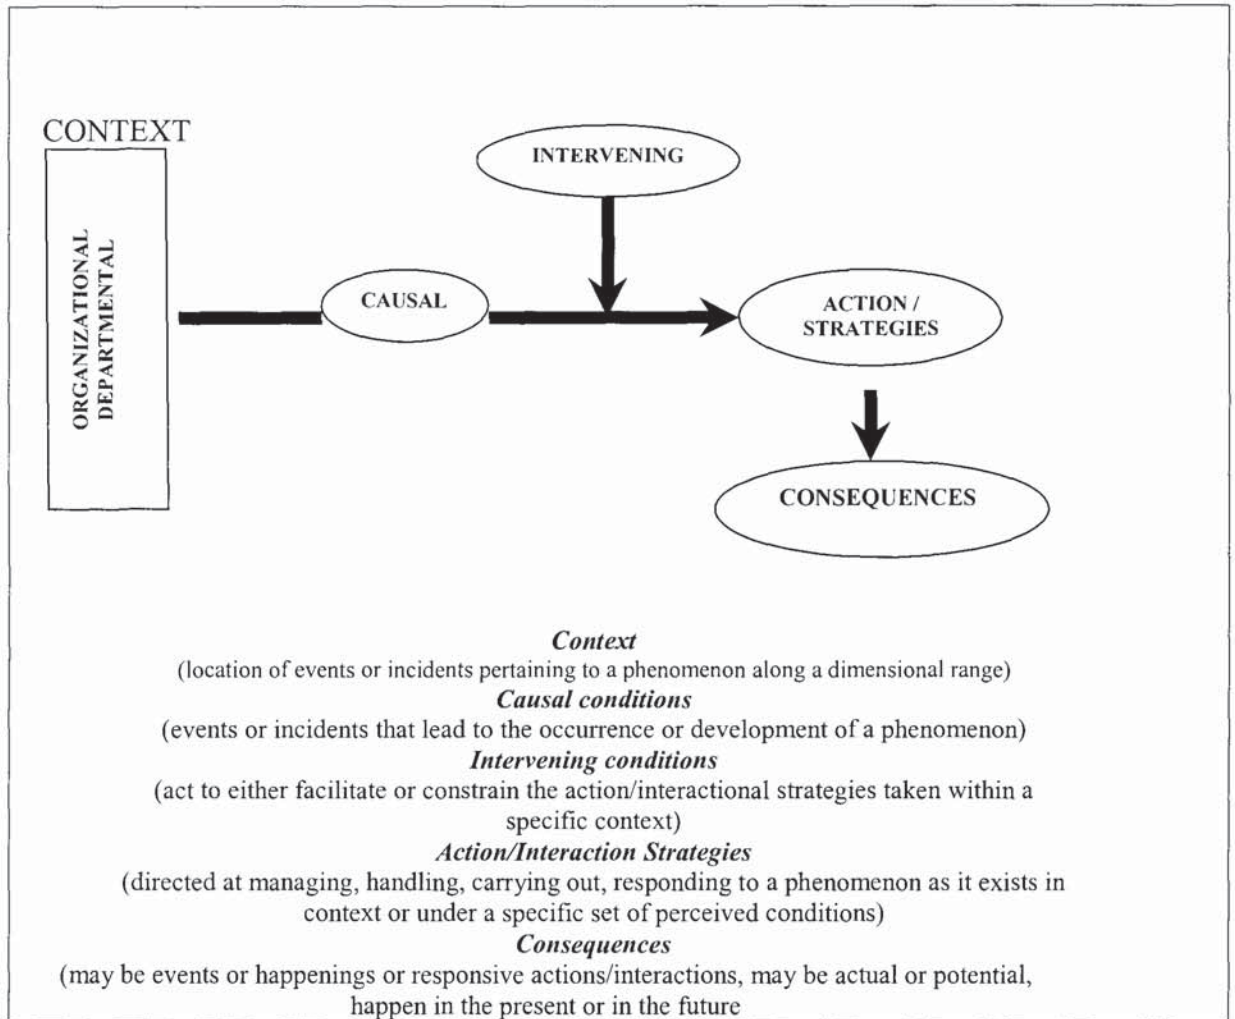 CONTEXT
ORGANIZATIONAL
DEPARTMENTAL
INTERVENING
CAUSAL
ACTION /
STRATEGIES
CONSEQUENCES
Context
(location of events or incidents pertaining to a phenomenon along a dimensional range)
Causal conditions
(events or incidents that lead to the occurrence or development of a phenomenon)
Intervening conditions
(act to either facilitate or constrain the action/interactional strategies taken within a
specific context)
Action/Interaction Strategies
(directed at managing, handling, carrying out, responding to a phenomenon as it exists in
context or under a specific set of perceived conditions)
Consequences
(may be events or happenings or responsive actions/interactions, may be actual or potential,
happen in the present or in the future